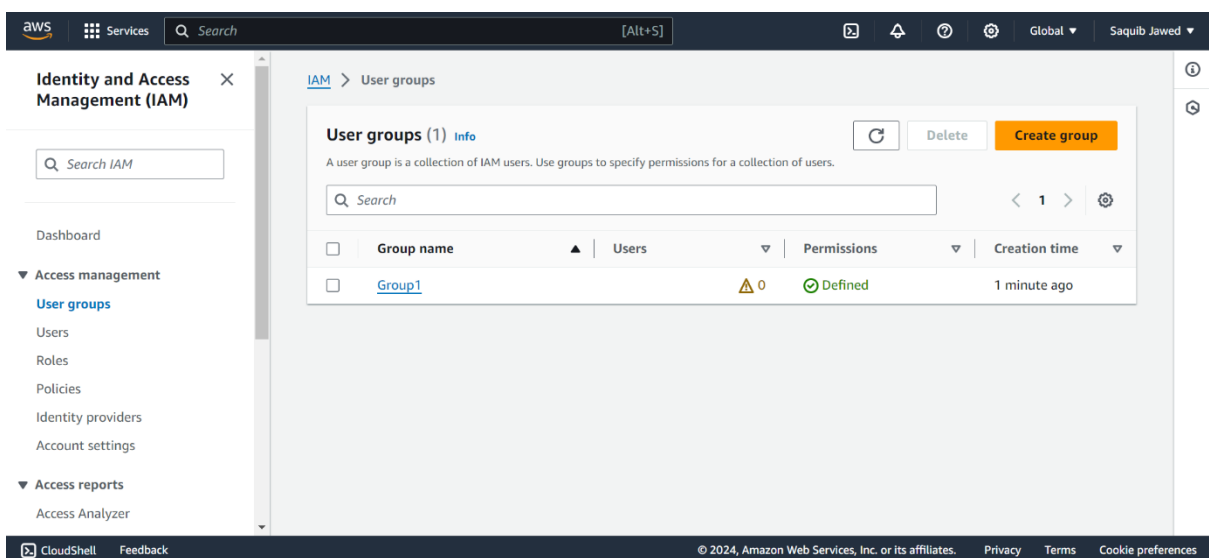 aws
Services
Search
[Alt+S]
Global ▼
Saquib Jawed ▼
Identity and Access
Management (IAM)
Search IAM
Dashboard
Access management
User groups
Users
Roles
Policies
Identity providers
Account settings
Access reports
Access Analyzer
IAM > User groups
User groups (1) Info
Delete
Create group
A user group is a collection of IAM users. Use groups to specify permissions for a collection of users.
Search
1
Group name Users Permissions Creation time
Group1 0 Defined 1 minute ago
CloudShell Feedback © 2024, Amazon Web Services, Inc. or its affiliates. Privacy Terms Cookie preferences